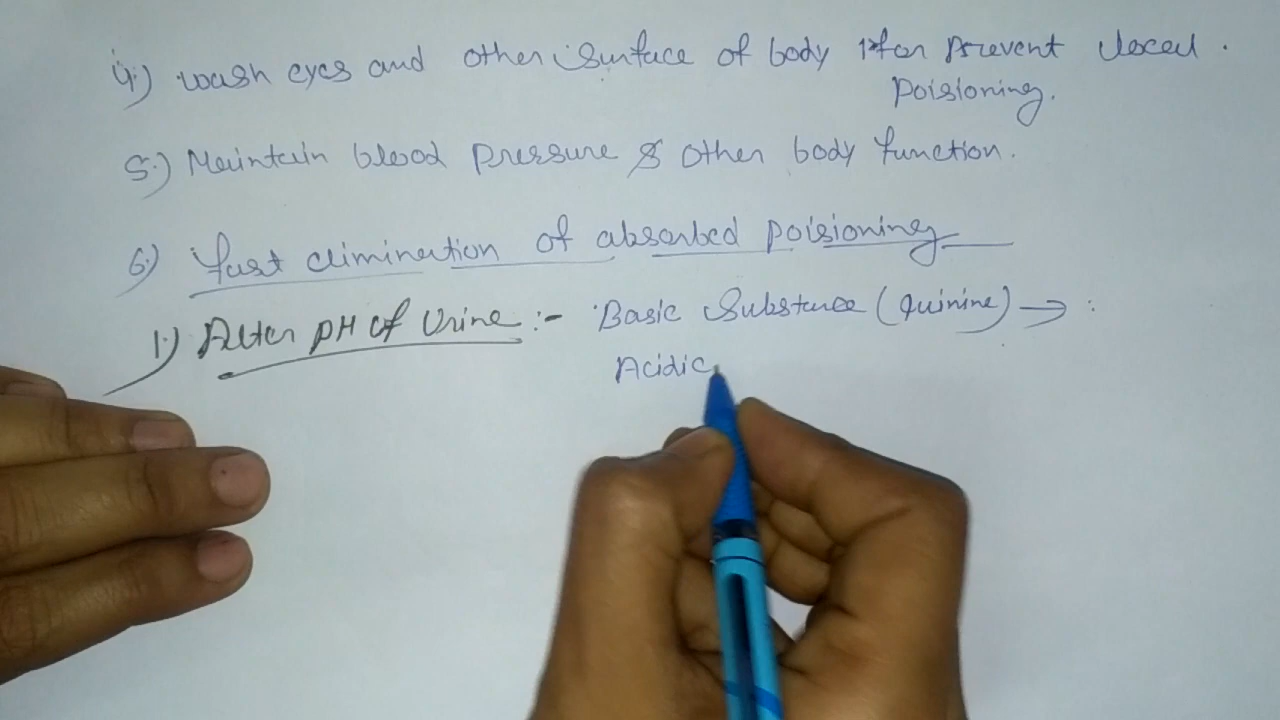 4.) wash eyes and other surface of body for prevent local.
poisioning.
5.) Maintain blood pressure & other body function.
6.) fast elimination of absorbed poisioning
1.) Alter pH of Urine :- Basic Substance (Quinine) → :
Acidic